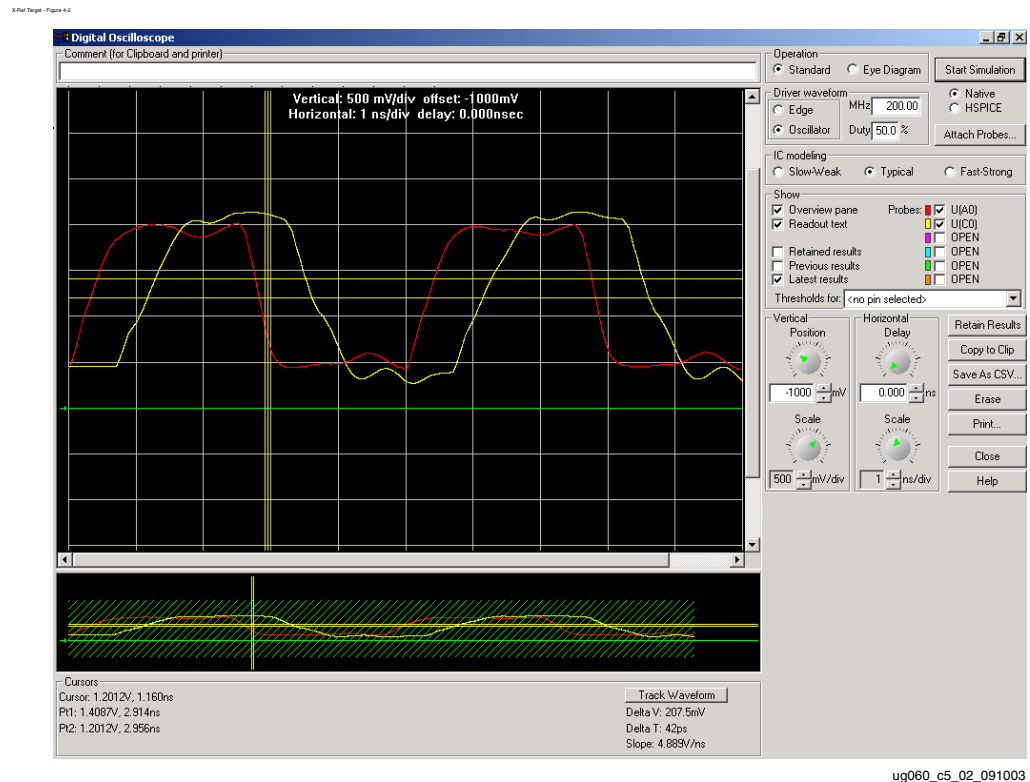 X-Ref Target - Figure 4-2
Digital Oscilloscope
Comment (for Clipboard and printer)
Vertical: 500 mV/div offset: -1000mV
Horizontal: 1 ns/div delay: 0.000nsec
Operation
Standard
Eye Diagram
Start Simulation
Driver waveform
Edge
MHz 200.00
Oscillator
Duty 50.0 %
Native
HSPICE
Attach Probes...
IC modeling
Slow-Weak
Typical
Fast-Strong
Show
Overview pane
Probes:
U(A0)
Readout text
U(C0)
OPEN
Retained results
OPEN
Previous results
OPEN
Latest results
OPEN
Thresholds for: <no pin selected>
Vertical
Position
-1000 mV
Scale
500 mV/div
Horizontal
Delay
0.000 ns
Scale
1 ns/div
Retain Results
Copy to Clip
Save As CSV...
Erase
Print...
Close
Help
Cursors
Cursor: 1.2012V, 1.160ns
Pt1: 1.4087V, 2.914ns
Pt2: 1.2012V, 2.956ns
Track Waveform
Delta V: 207.5mV
Delta T: 42ps
Slope: 4.889V/ns
ug060_c5_02_091003